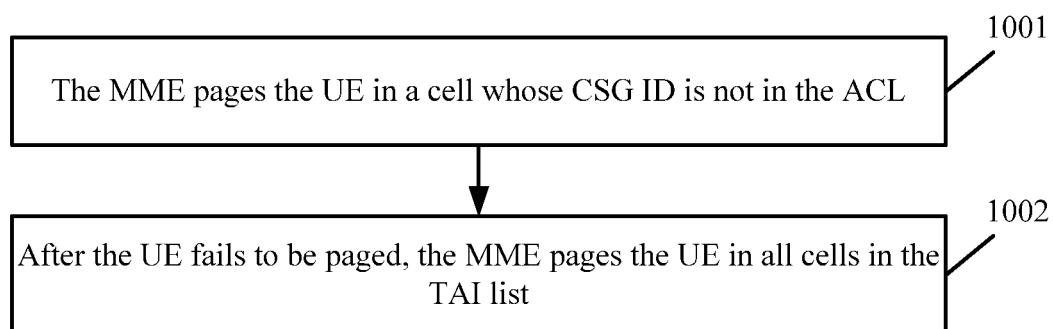 1001
The MME pages the UE in a cell whose CSG ID is not in the ACL
1002
After the UE fails to be paged, the MME pages the UE in all cells in the
TAI list